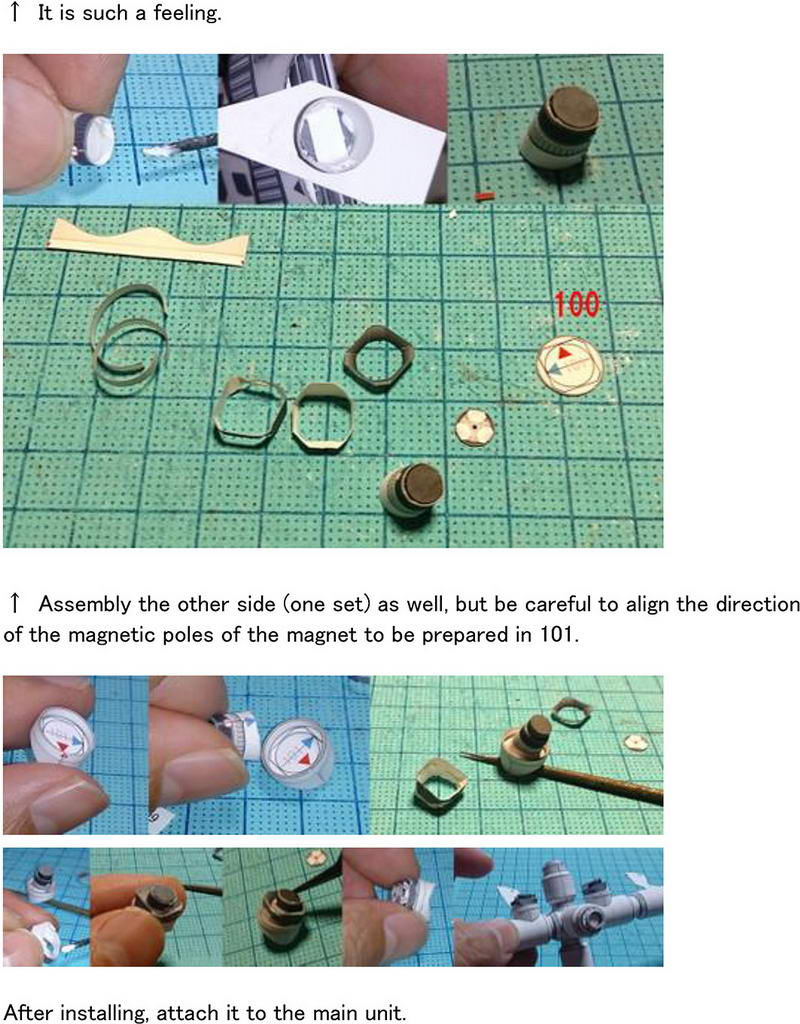 ↑ It is such a feeling.
100
↑ Assembly the other side (one set) as well, but be careful to align the direction
of the magnetic poles of the magnet to be prepared in 101.
After installing, attach it to the main unit.